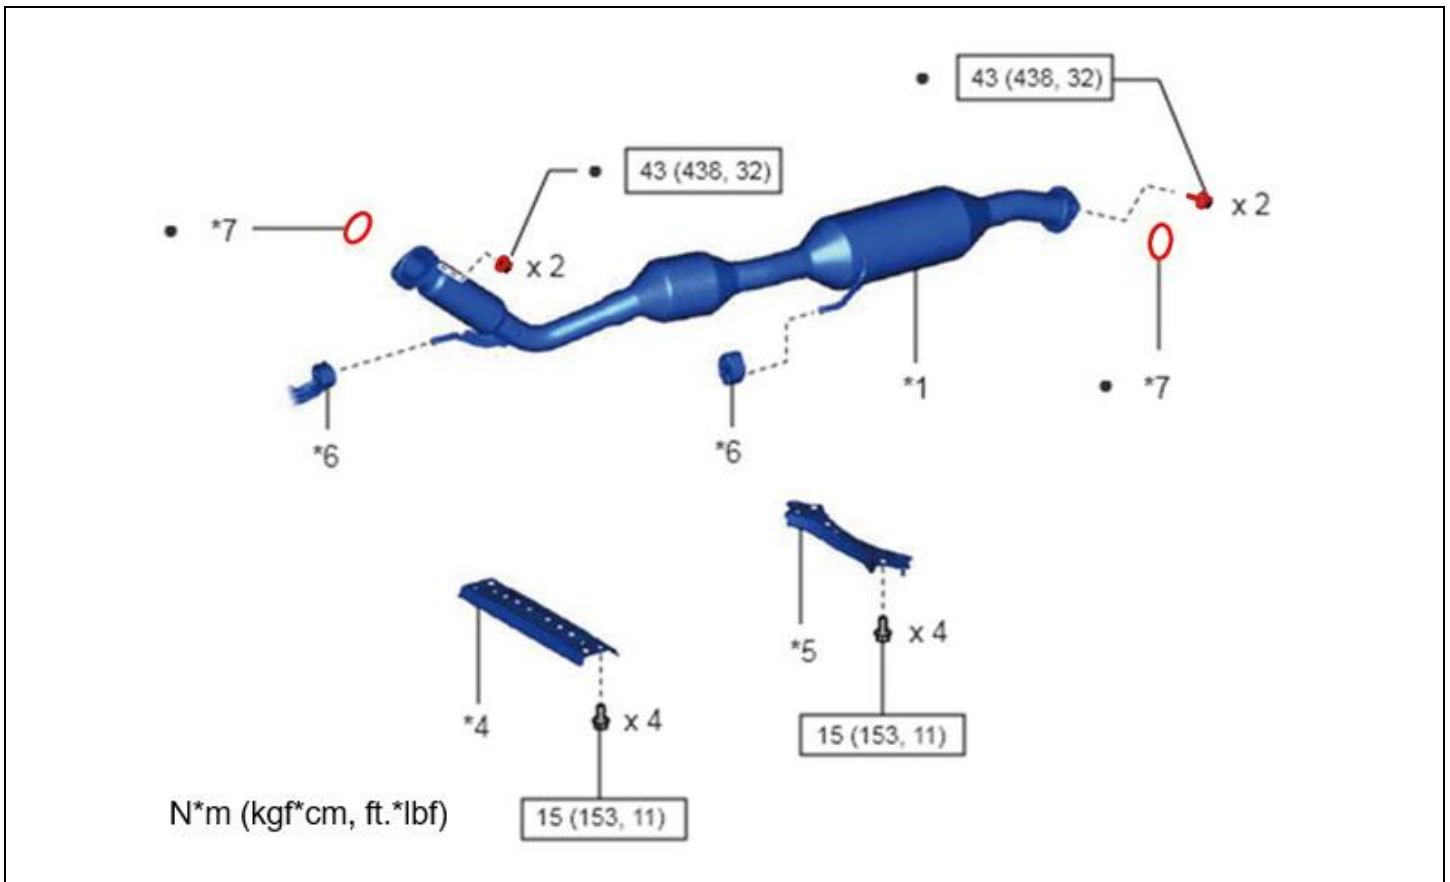 ● 43 (438, 32)
● 43 (438, 32)
● *7
x 2
x 2
*1
● *7
*6
*6
*5
x 4
*4
x 4
15 (153, 11)
N*m (kgf*cm, ft.*lbf)
15 (153, 11)